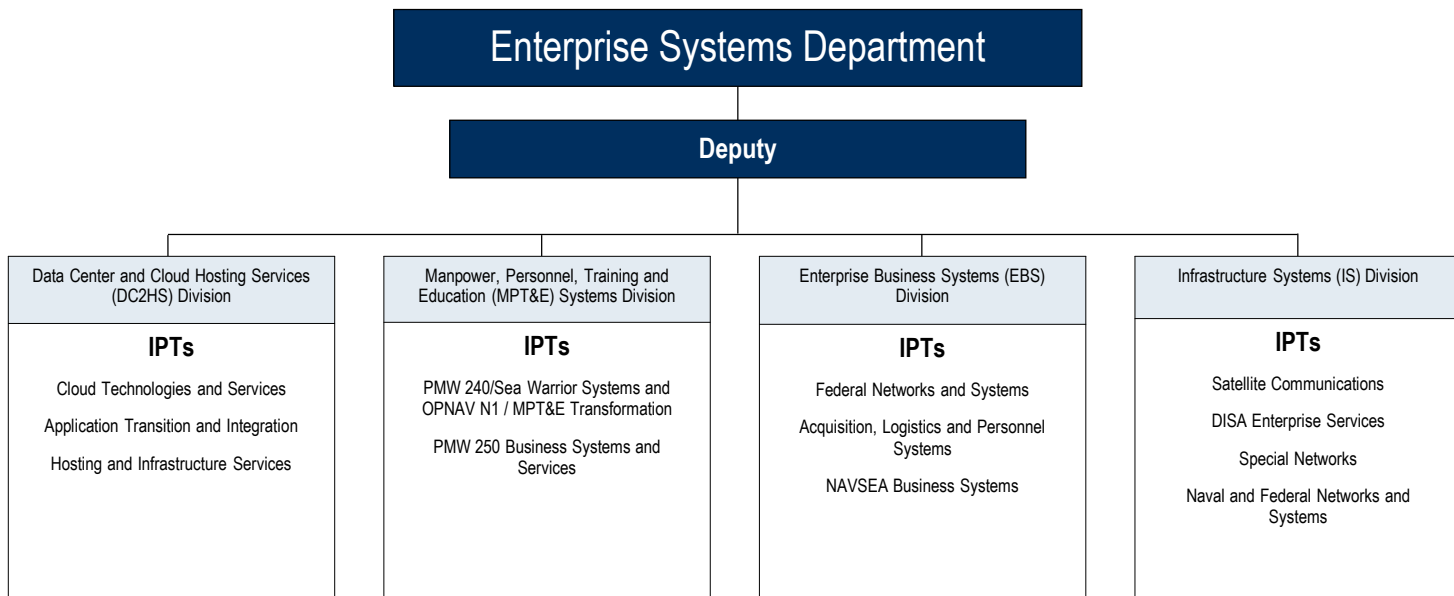 Enterprise Systems Department
Deputy
Data Center and Cloud Hosting Services
(DC2HS) Division
IPTs
Cloud Technologies and Services
Application Transition and Integration
Hosting and Infrastructure Services
Manpower, Personnel, Training and
Education (MPT&E) Systems Division
IPTs
PMW 240/Sea Warrior Systems and
OPNAV N1 / MPT&E Transformation
PMW 250 Business Systems and
Services
Enterprise Business Systems (EBS)
Division
IPTs
Federal Networks and Systems
Acquisition, Logistics and Personnel
Systems
NAVSEA Business Systems
Infrastructure Systems (IS) Division
IPTs
Satellite Communications
DISA Enterprise Services
Special Networks
Naval and Federal Networks and
Systems